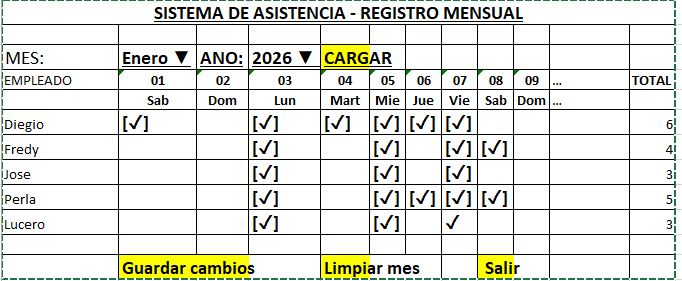 SISTEMA DE ASISTENCIA - REGISTRO MENSUAL
MES: Enero ▼ ANO: 2026 ▼ CARGAR
EMPLEADO 01 02 03 04 05 06 07 08 09 ... TOTAL
Sab Dom Lun Mart Mie Jue Vie Sab Dom ...
Diegio [✓] [✓] [✓] [✓] [✓] [✓] 6
Fredy [✓] [✓] [✓] [✓] 4
Jose [✓] [✓] [✓] 3
Perla [✓] [✓] [✓] [✓] [✓] 5
Lucero [✓] [✓] ✓ 3
Guardar cambios Limpiar mes Salir